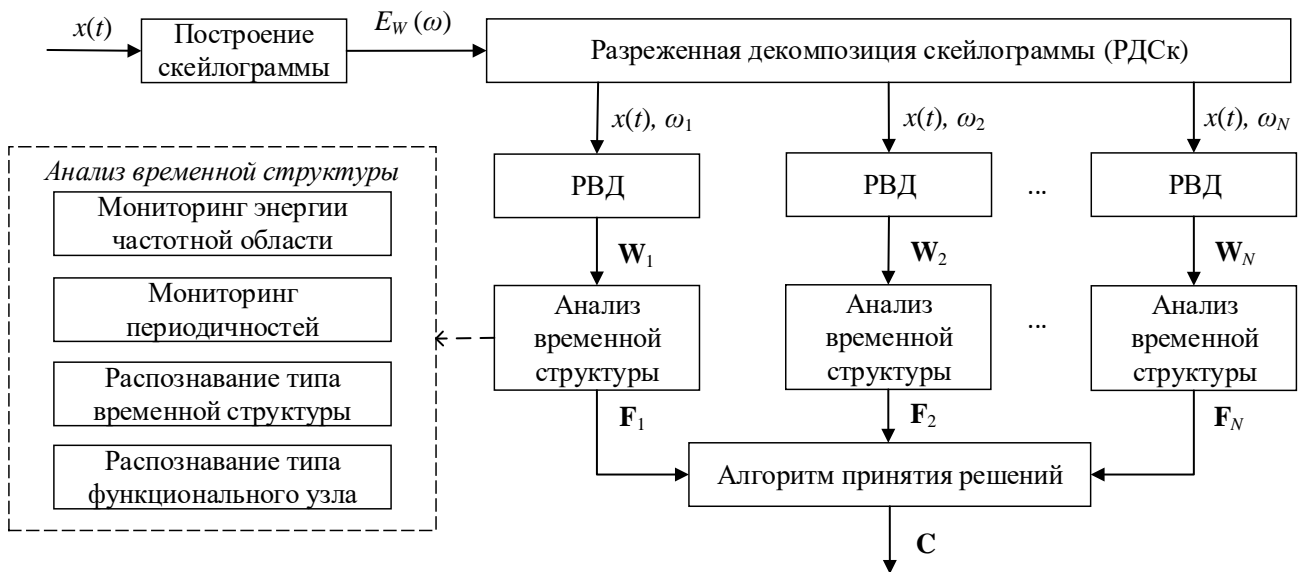 x(t)
Построение
скейлограммы
E_W(ω)
Разреженная декомпозиция скейлограммы (РДСк)
x(t), ω₁
x(t), ω₂
x(t), ω_N
РВД
РВД
...
РВД
W₁
W₂
W_N
Анализ
временной
структуры
Анализ
временной
структуры
...
Анализ
временной
структуры
F₁
F₂
F_N
Алгоритм принятия решений
C
Анализ временной структуры
Мониторинг энергии
частотной области
Мониторинг
периодичностей
Распознавание типа
временной структуры
Распознавание типа
функционального узла